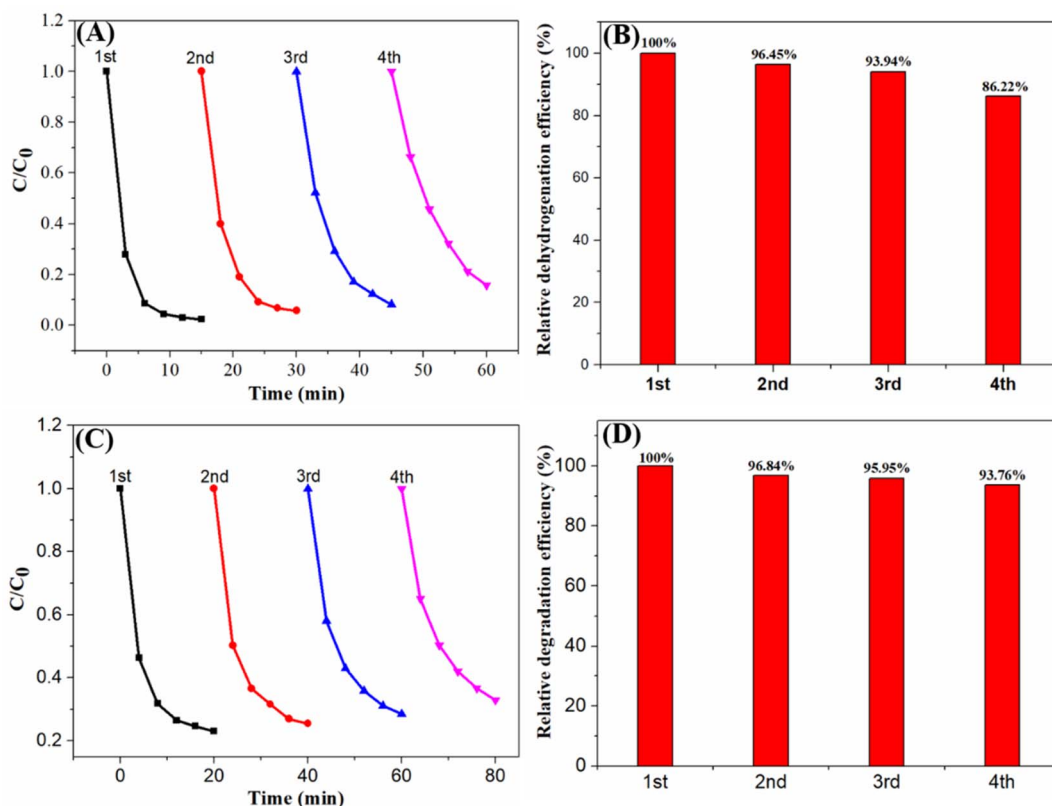 (A)
1st 2nd 3rd 4th
C/C0
1.2
1.0
0.8
0.6
0.4
0.2
0.0
0 10 20 30 40 50 60
Time (min)
(B)
Relative dehydrogenation efficiency (%)
100
80
60
40
20
0
100% 96.45% 93.94% 86.22%
1st 2nd 3rd 4th
(C)
1st 2nd 3rd 4th
C/C0
1.2
1.0
0.8
0.6
0.4
0.2
0 20 40 60 80
Time (min)
(D)
Relative degradation efficiency (%)
100
80
60
40
20
0
100% 96.84% 95.95% 93.76%
1st 2nd 3rd 4th